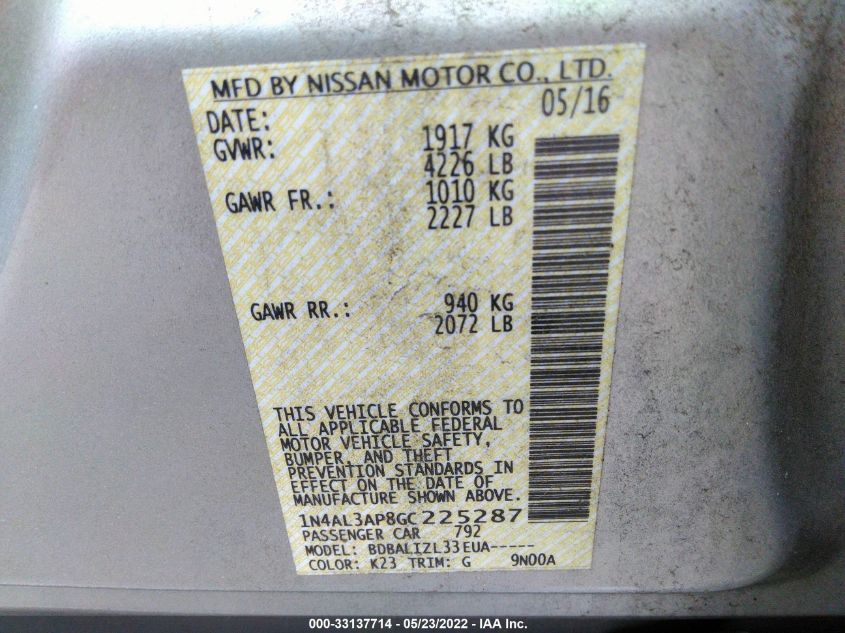 MFD BY NISSAN MOTOR CO., LTD.
DATE: 05/16
GVWR: 1917 KG
4226 LB
GAWR FR.: 1010 KG
2227 LB
GAWR RR.: 940 KG
2072 LB
THIS VEHICLE CONFORMS TO
ALL APPLICABLE FEDERAL
MOTOR VEHICLE SAFETY,
BUMPER, AND THEFT
PREVENTION STANDARDS IN
EFFECT ON THE DATE OF
MANUFACTURE SHOWN ABOVE.
1N4AL3AP8GC225287
PASSENGER CAR 792
MODEL: BDBALIZL33EUA-----
COLOR: K23 TRIM: G 9N00A
000-33137714 - 05/23/2022 - IAA Inc.